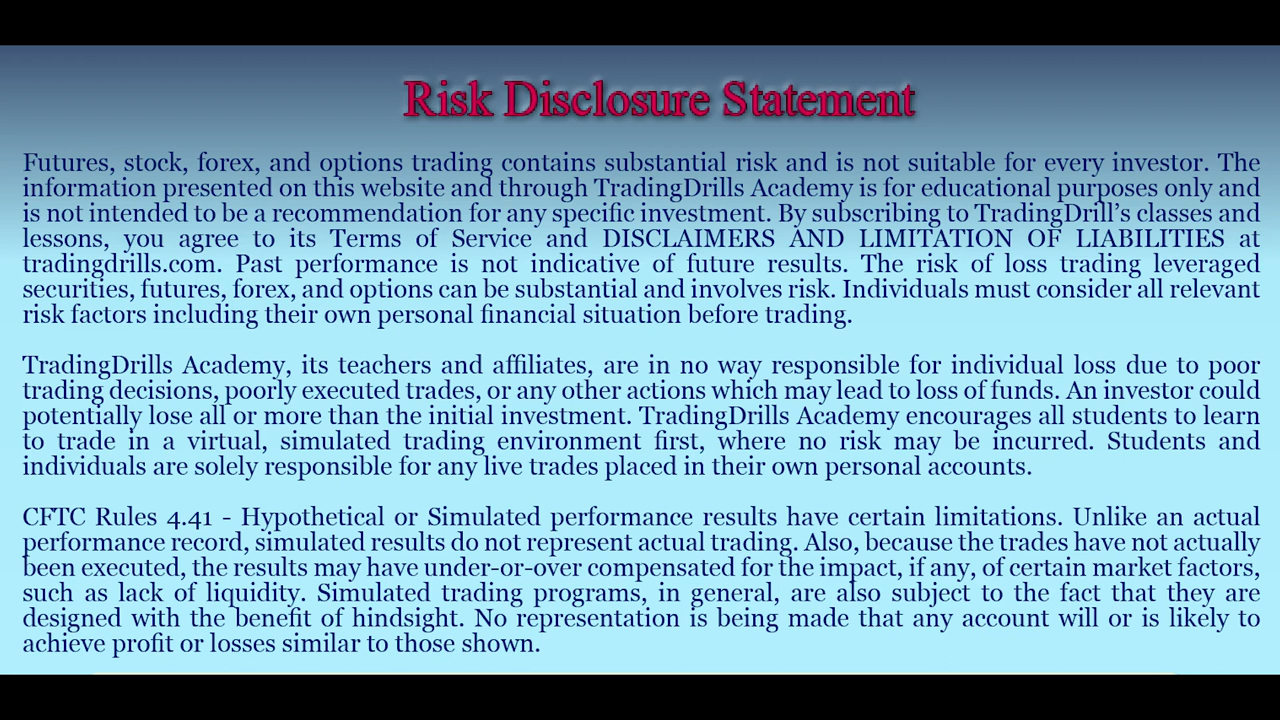 Risk Disclosure Statement
Futures, stock, forex, and options trading contains substantial risk and is not suitable for every investor. The
information presented on this website and through TradingDrills Academy is for educational purposes only and
is not intended to be a recommendation for any specific investment. By subscribing to TradingDrill’s classes and
lessons, you agree to its Terms of Service and DISCLAIMERS AND LIMITATION OF LIABILITIES at
tradingdrills.com. Past performance is not indicative of future results. The risk of loss trading leveraged
securities, futures, forex, and options can be substantial and involves risk. Individuals must consider all relevant
risk factors including their own personal financial situation before trading.
TradingDrills Academy, its teachers and affiliates, are in no way responsible for individual loss due to poor
trading decisions, poorly executed trades, or any other actions which may lead to loss of funds. An investor could
potentially lose all or more than the initial investment. TradingDrills Academy encourages all students to learn
to trade in a virtual, simulated trading environment first, where no risk may be incurred. Students and
individuals are solely responsible for any live trades placed in their own personal accounts.
CFTC Rules 4.41 - Hypothetical or Simulated performance results have certain limitations. Unlike an actual
performance record, simulated results do not represent actual trading. Also, because the trades have not actually
been executed, the results may have under-or-over compensated for the impact, if any, of certain market factors,
such as lack of liquidity. Simulated trading programs, in general, are also subject to the fact that they are
designed with the benefit of hindsight. No representation is being made that any account will or is likely to
achieve profit or losses similar to those shown.